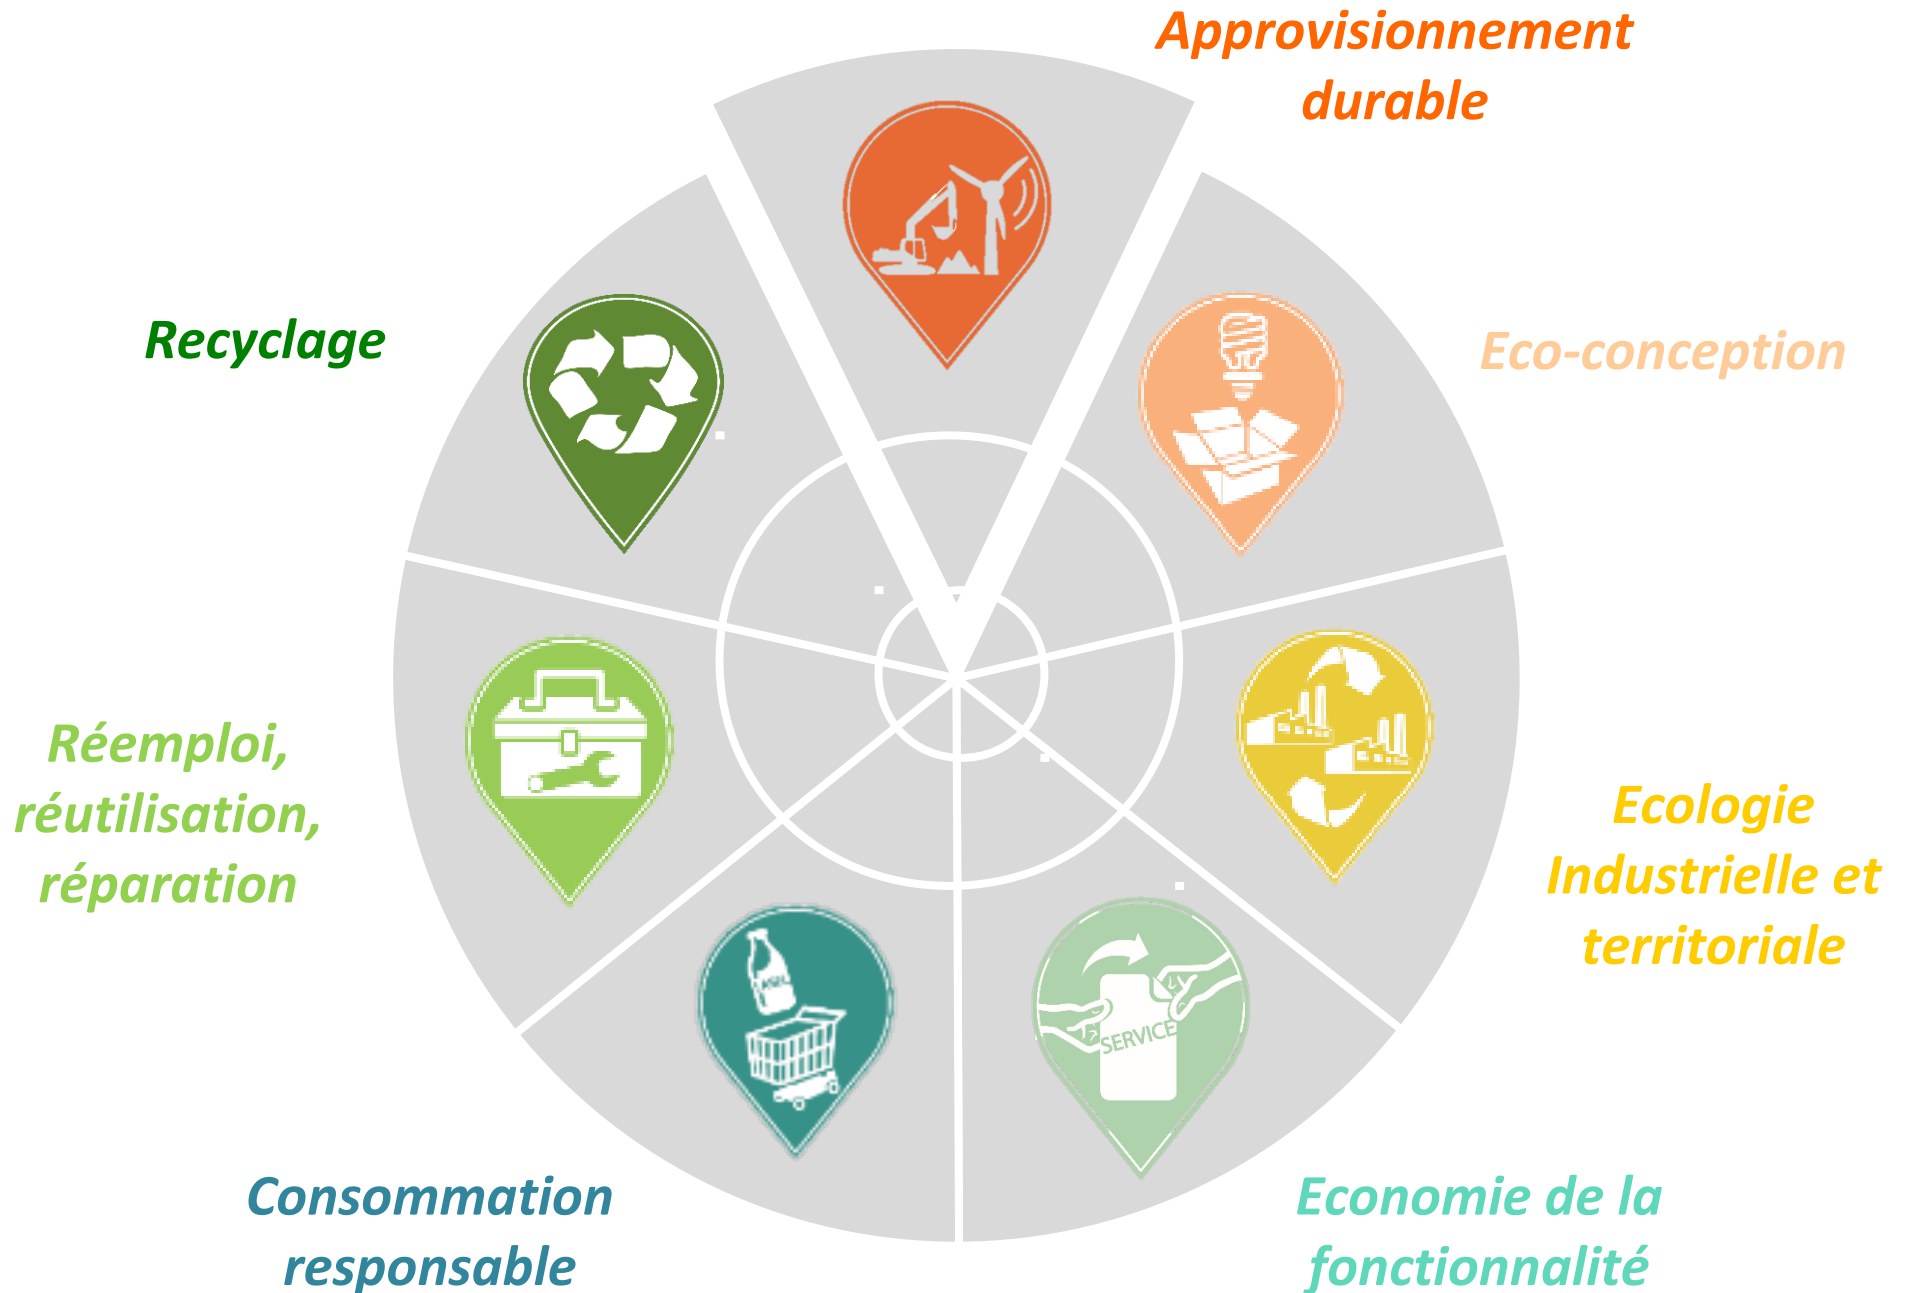 Approvisionnement
durable
Eco-conception
Ecologie
Industrielle et
territoriale
Economie de la
fonctionnalité
SERVICE
Consommation
responsable
Réemploi,
réutilisation,
réparation
Recyclage